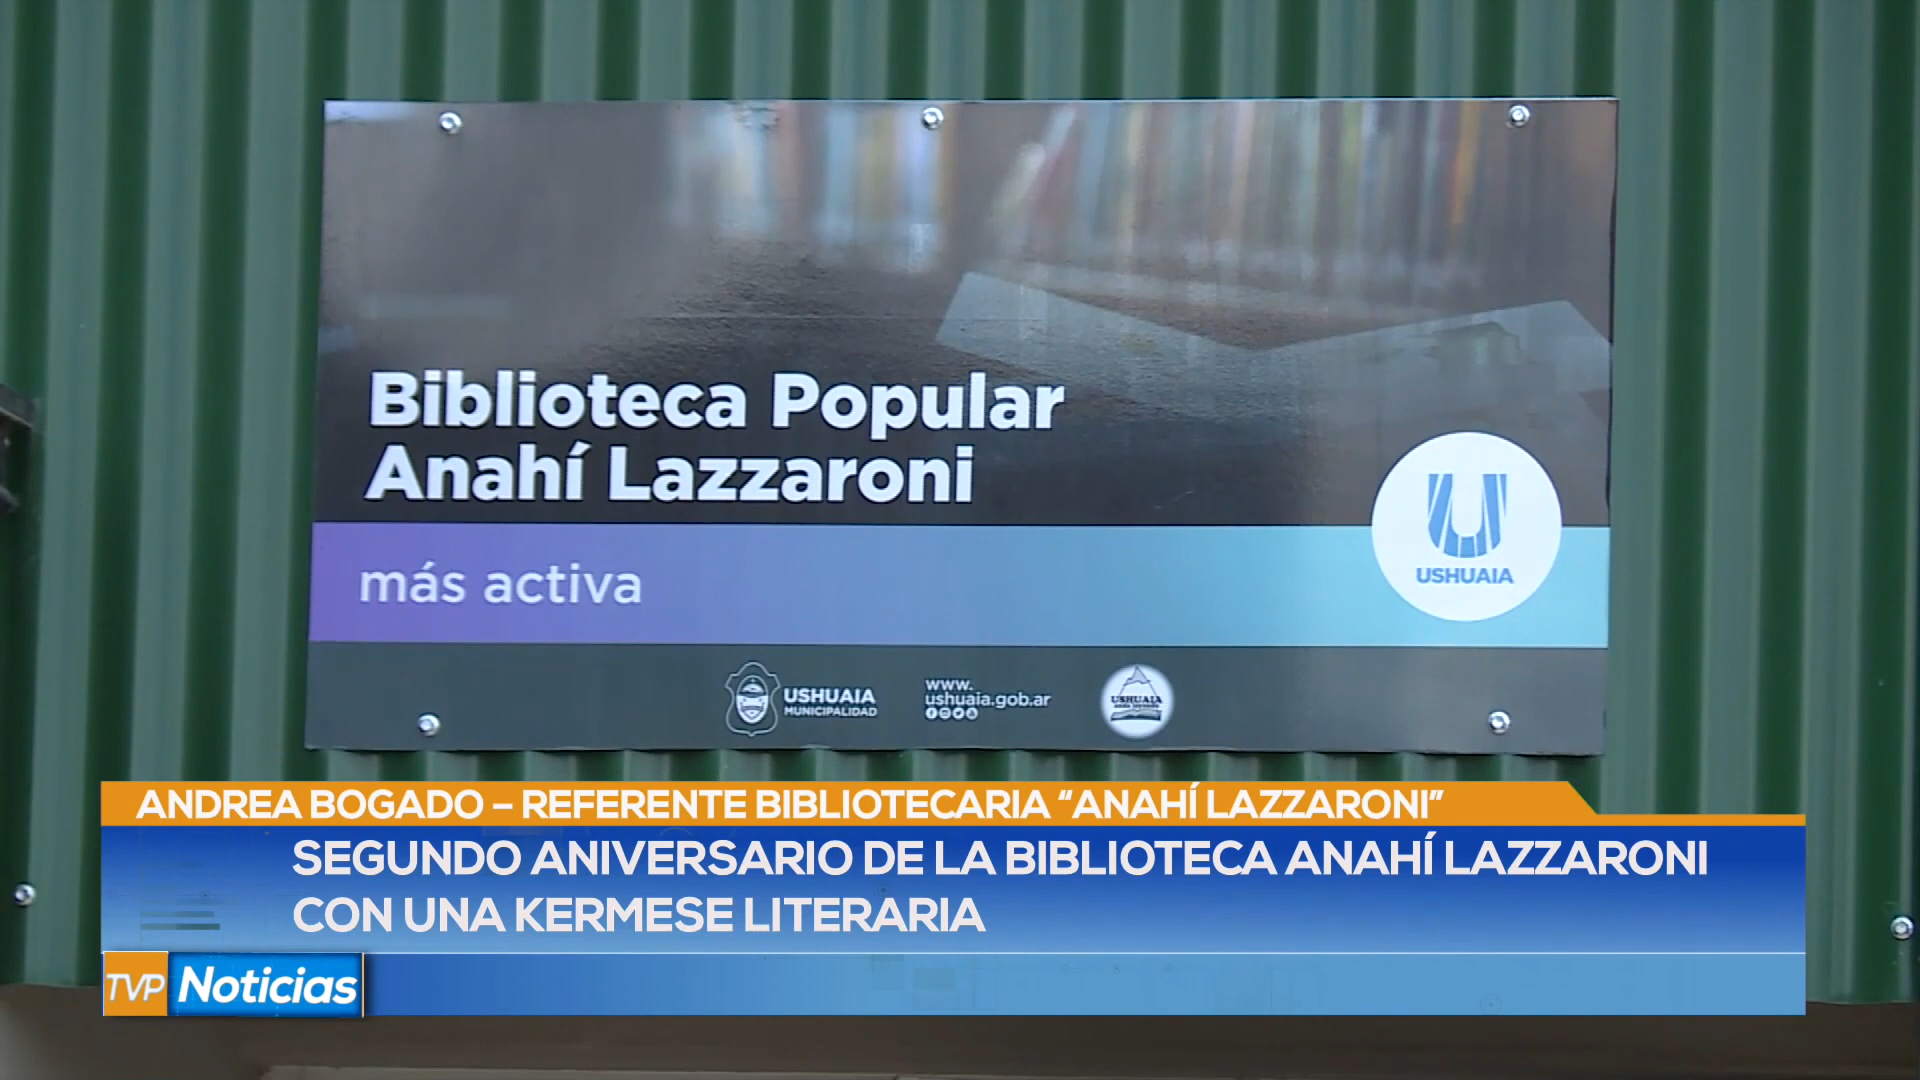 Biblioteca Popular
Anahí Lazzaroni
más activa
USHUAIA
USHUAIA
MUNICIPALIDAD
www.
ushuaia.gob.ar
USHUAIA
ANDREA BOGADO – REFERENTE BIBLIOTECARIA “ANAHÍ LAZZARONI”
SEGUNDO ANIVERSARIO DE LA BIBLIOTECA ANAHÍ LAZZARONI
CON UNA KERMESE LITERARIA
TVP Noticias